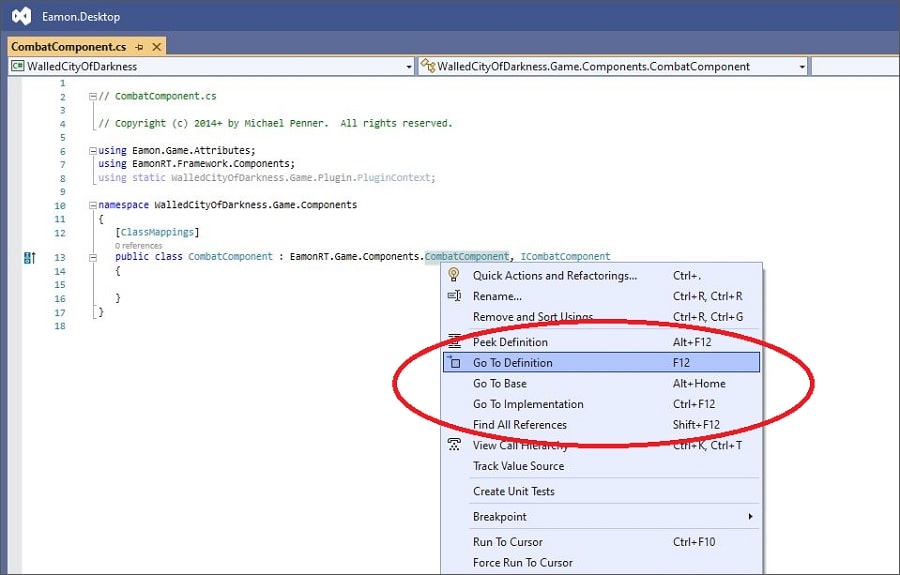 Eamon.Desktop
CombatComponent.cs
C# WalledCityOfDarkness WalledCityOfDarkness.Game.Components.CombatComponent
1
2 // CombatComponent.cs
3
4 // Copyright (c) 2014+ by Michael Penner.  All rights reserved.
5
6 using Eamon.Game.Attributes;
7 using EamonRT.Framework.Components;
8 using static WalledCityOfDarkness.Game.Plugin.PluginContext;
9
10 namespace WalledCityOfDarkness.Game.Components
11 {
12 [ClassMappings]
0 references
13 public class CombatComponent : EamonRT.Game.Components.CombatComponent, ICombatComponent
14 {
15
16 }
17 }
18
Quick Actions and Refactorings... Ctrl+.
Rename... Ctrl+R, Ctrl+R
Remove and Sort Usings Ctrl+R, Ctrl+G
Peek Definition Alt+F12
Go To Definition F12
Go To Base Alt+Home
Go To Implementation Ctrl+F12
Find All References Shift+F12
View Call Hierarchy Ctrl+K, Ctrl+T
Track Value Source
Create Unit Tests
Breakpoint
Run To Cursor Ctrl+F10
Force Run To Cursor